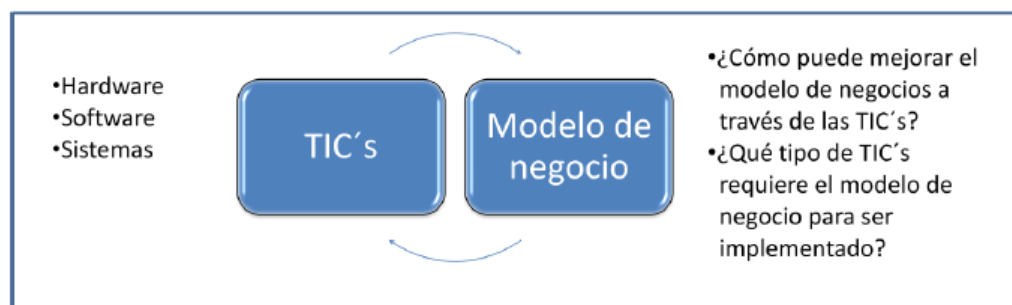 •Hardware
•Software
•Sistemas
TIC´s
Modelo de
negocio
•¿Cómo puede mejorar el
modelo de negocios a
través de las TIC´s?
•¿Qué tipo de TIC´s
requiere el modelo de
negocio para ser
implementado?